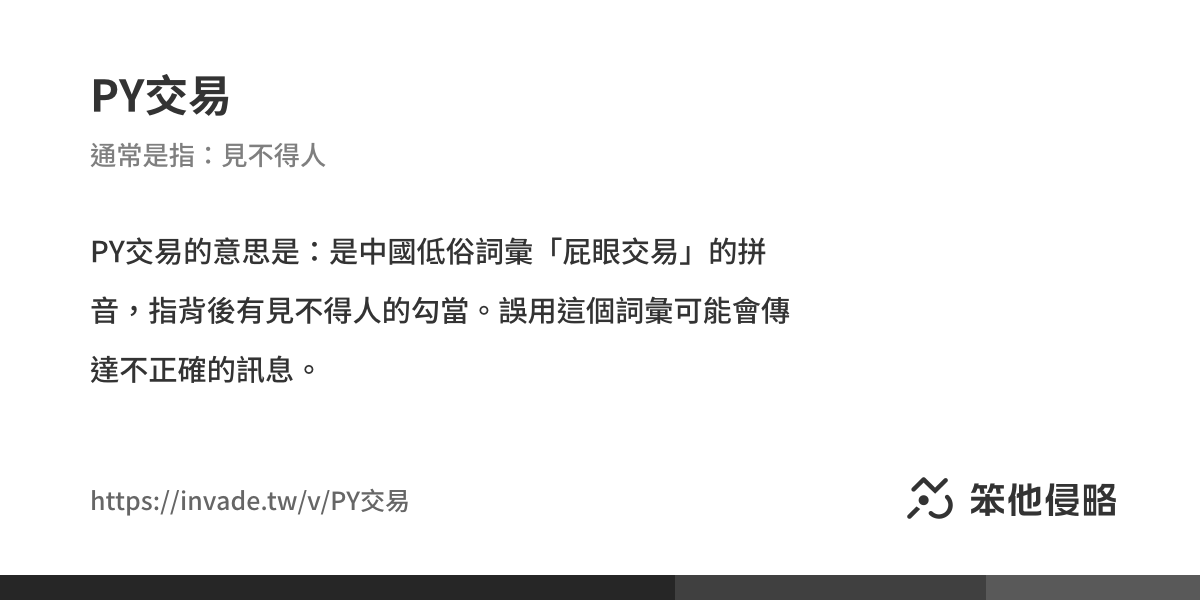 PY交易
通常是指：見不得人
PY交易的意思是：是中國低俗詞彙「屁眼交易」的拼
音，指背後有見不得人的勾當。誤用這個詞彙可能會傳
達不正確的訊息。
https://invade.tw/v/PY交易
笨他侵略